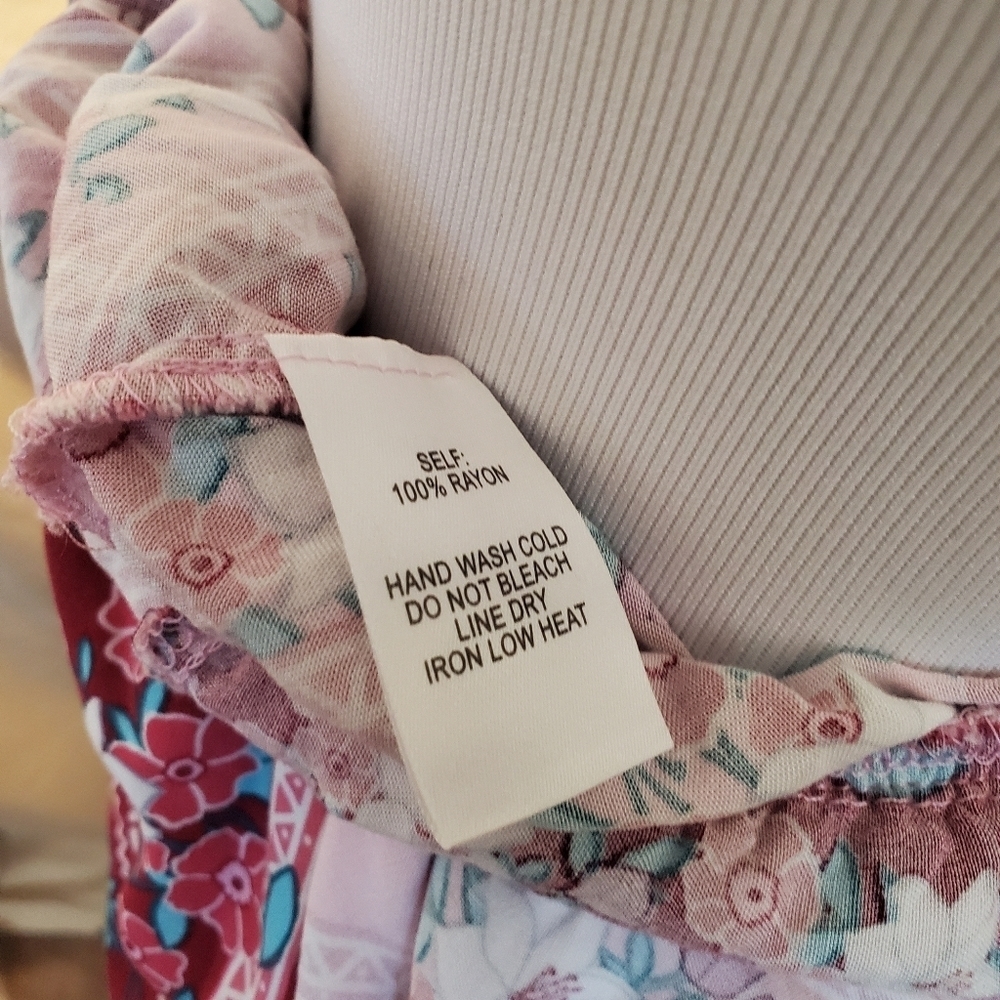 SELF:
100% RAYON
HAND WASH COLD
DO NOT BLEACH
LINE DRY
IRON LOW HEAT